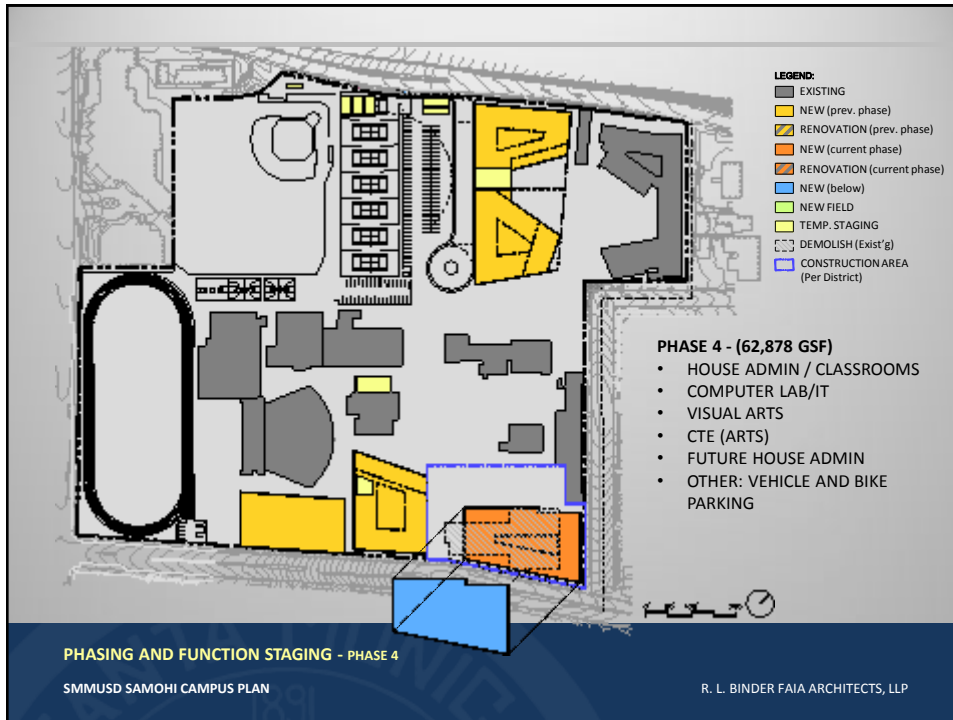 LEGEND:
EXISTING
NEW (prev. phase)
RENOVATION (prev. phase)
NEW (current phase)
RENOVATION (current phase)
NEW (below)
NEW FIELD
TEMP. STAGING
DEMOLISH (Exist'g)
CONSTRUCTION AREA
(Per District)
PHASE 4 - (62,878 GSF)
• HOUSE ADMIN / CLASSROOMS
• COMPUTER LAB/IT
• VISUAL ARTS
• CTE (ARTS)
• FUTURE HOUSE ADMIN
• OTHER: VEHICLE AND BIKE
PARKING
PHASING AND FUNCTION STAGING - PHASE 4
SMMUSD SAMOHI CAMPUS PLAN
R. L. BINDER FAIA ARCHITECTS, LLP